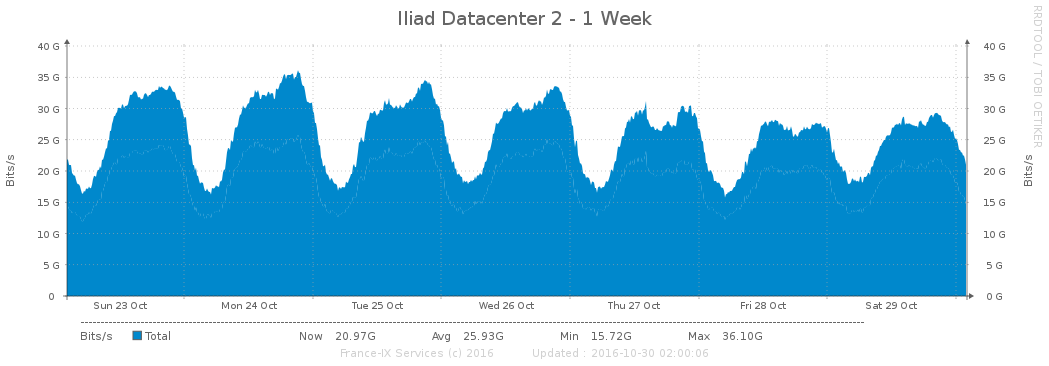 Iliad Datacenter 2 - 1 Week
RRDTOOL / TOBI OETIKER
40 G 40 G
35 G 35 G
30 G 30 G
25 G 25 G
20 G 20 G
15 G 15 G
10 G 10 G
5 G 5 G
0 0 G
Bits/s
Bits/s
Sun 23 Oct Mon 24 Oct Tue 25 Oct Wed 26 Oct Thu 27 Oct Fri 28 Oct Sat 29 Oct
Bits/s Total Now 20.97G Avg 25.93G Min 15.72G Max 36.10G
France-IX Services (c) 2016 Updated : 2016-10-30 02:00:06